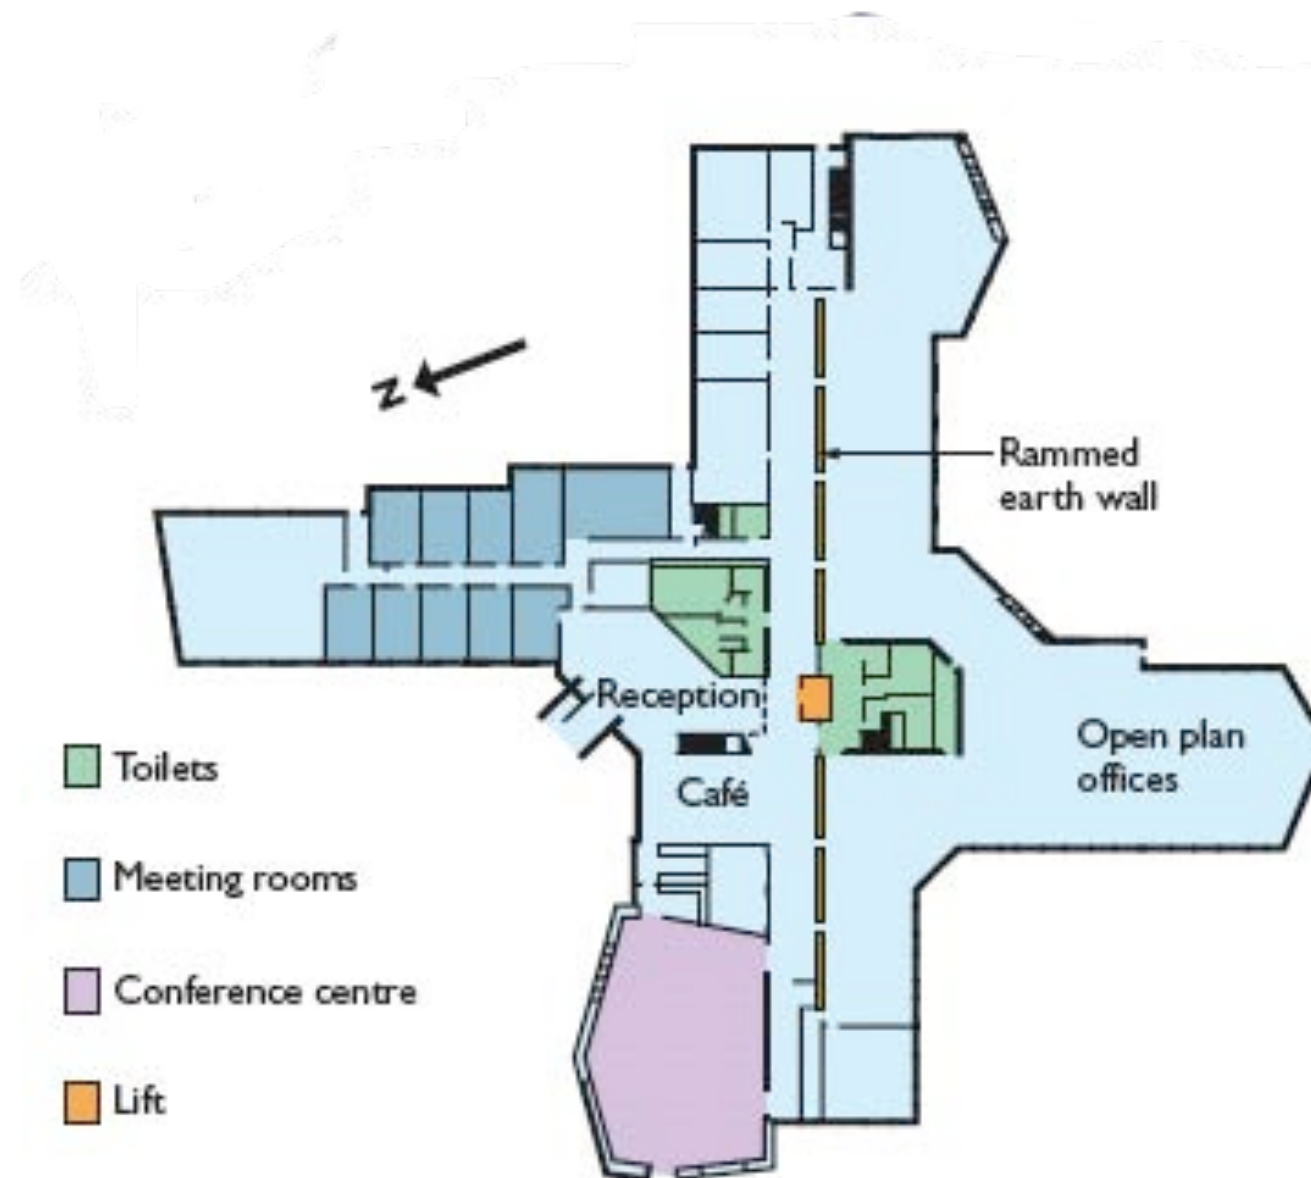 N
Rammed
earth wall
Reception
Open plan
offices
Café
Toilets
Meeting rooms
Conference centre
Lift